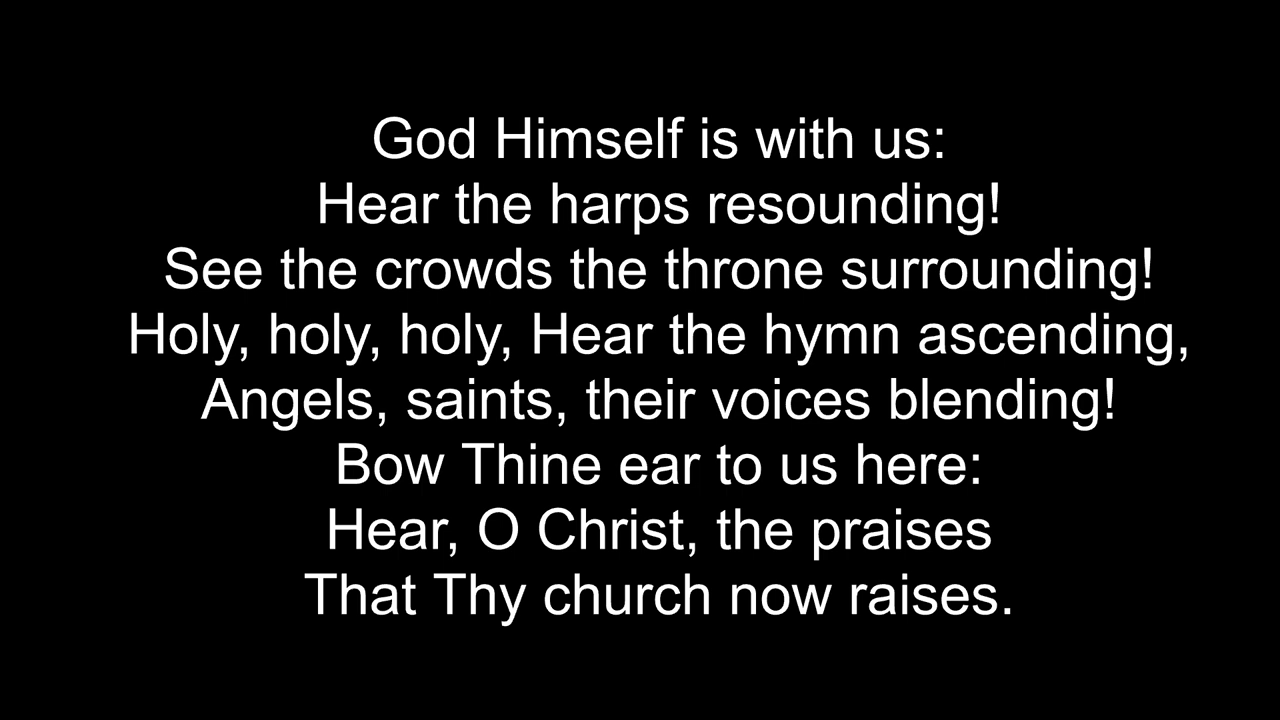 God Himself is with us:
Hear the harps resounding!
See the crowds the throne surrounding!
Holy, holy, holy, Hear the hymn ascending,
Angels, saints, their voices blending!
Bow Thine ear to us here:
Hear, O Christ, the praises
That Thy church now raises.